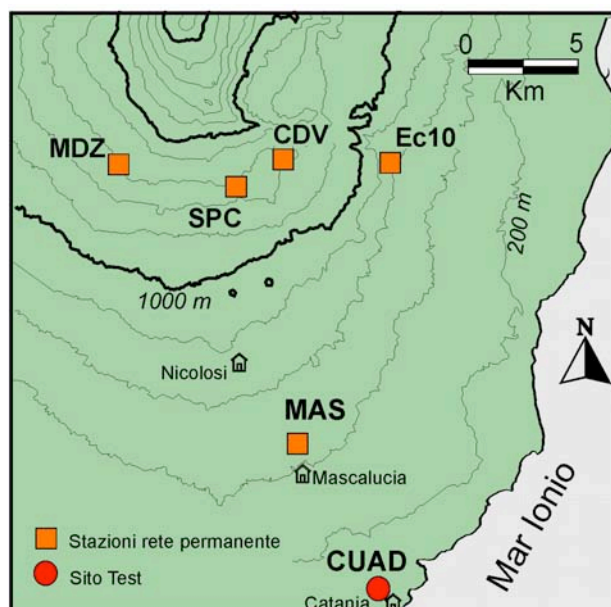 0 5
Km
MDZ
CDV
Ec10
SPC
200 m
1000 m
N
Nicolosi
MAS
Mascalucia
Mar Ionio
Stazioni rete permanente
CUAD
Sito Test
Catania